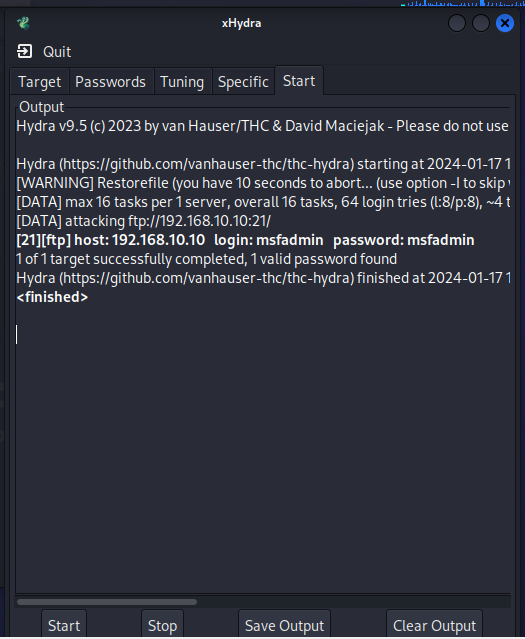 xHydra
Quit
Target Passwords Tuning Specific Start
Output
Hydra v9.5 (c) 2023 by van Hauser/THC & David Maciejak - Please do not use
Hydra (https://github.com/vanhauser-thc/thc-hydra) starting at 2024-01-17 1
[WARNING] Restorefile (you have 10 seconds to abort... (use option -I to skip
[DATA] max 16 tasks per 1 server, overall 16 tasks, 64 login tries (l:8/p:8), ~4 t
[DATA] attacking ftp://192.168.10.10:21/
[21][ftp] host: 192.168.10.10 login: msfadmin password: msfadmin
1 of 1 target successfully completed, 1 valid password found
Hydra (https://github.com/vanhauser-thc/thc-hydra) finished at 2024-01-17 1
<finished>
Start Stop Save Output Clear Output